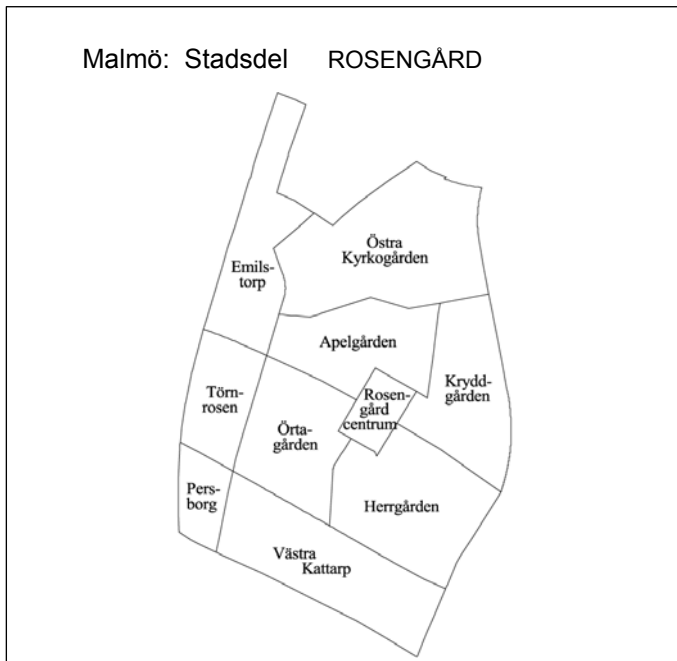 Malmö: Stadsdel ROSENGÅRD
Östra
Kyrkogården
Emils-
torp
Apelgården
Törn-
rosen
Rosen-
gård
centrum
Krydd-
gården
Örta-
gården
Pers-
borg
Herrgården
Västra
Kattarp